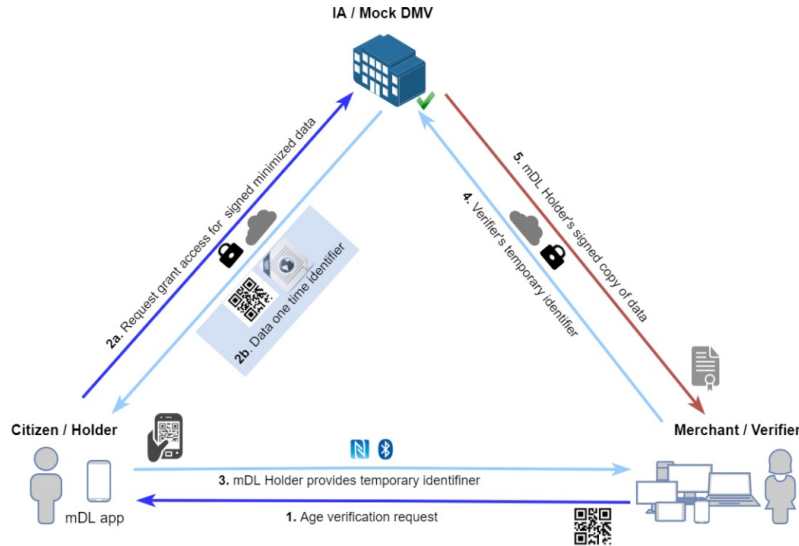 IA / Mock DMV
2a. Request grant access for signed minimized data
2b. Data one time identifier
4. Verifier's temporary identifier
5. mDL Holder's signed copy of data
Citizen / Holder
Merchant / Verifier
mDL app
3. mDL Holder provides temporary identifiner
1. Age verification request